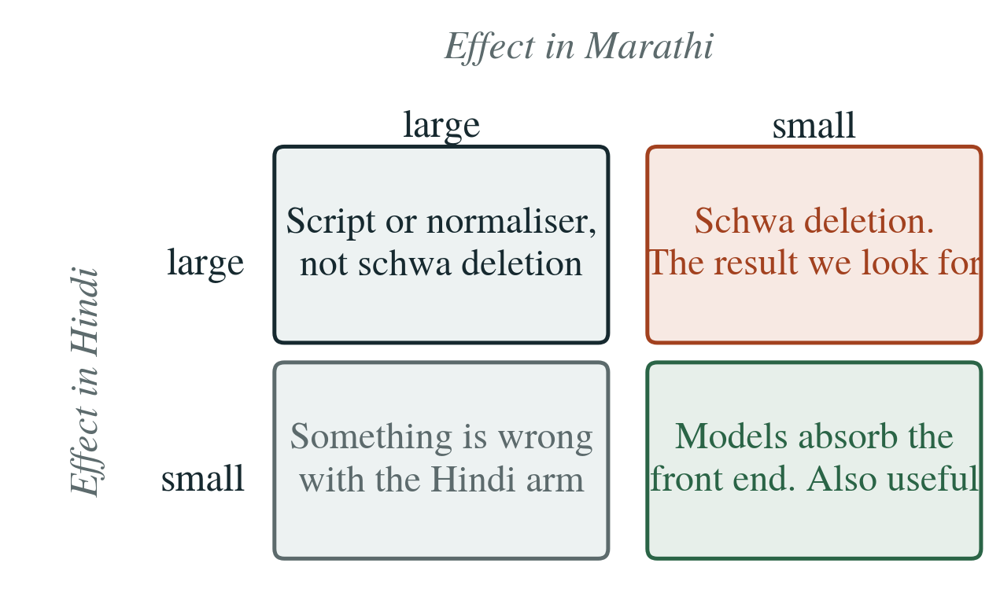 Effect in Marathi
large
small
Effect in Hindi
large
Script or normaliser,
not schwa deletion
Schwa deletion.
The result we look for
small
Something is wrong
with the Hindi arm
Models absorb the
front end. Also useful